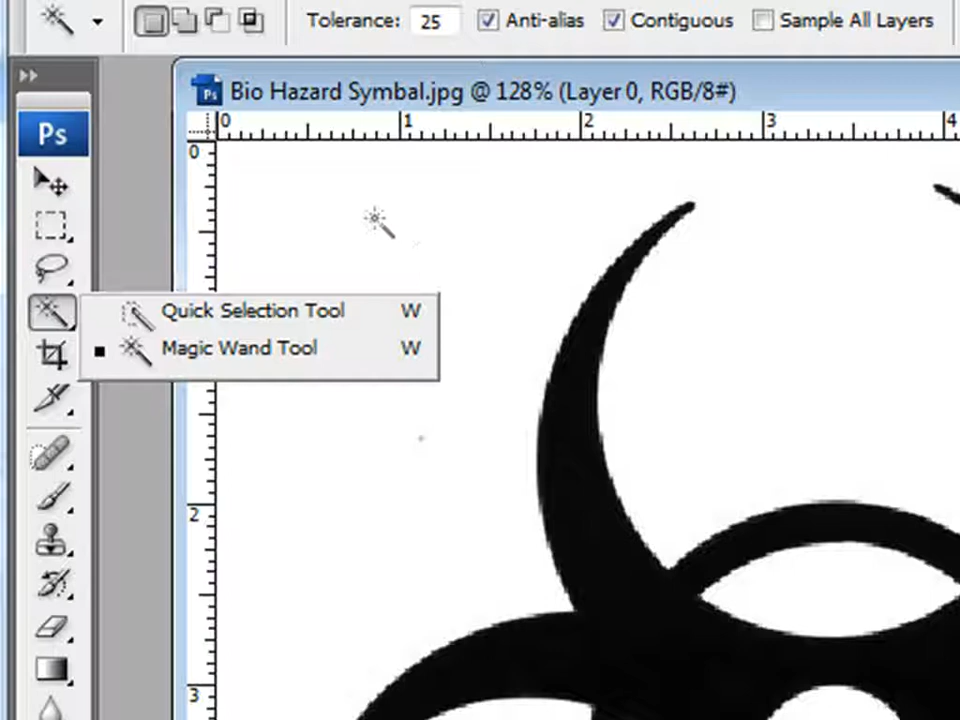 Tolerance: 25 Anti-alias Contiguous Sample All Layers
Ps Bio Hazard Symbal.jpg @ 128% (Layer 0, RGB/8#)
0 1 2 3 4
Ps
0
Quick Selection Tool W
Magic Wand Tool W
2
3